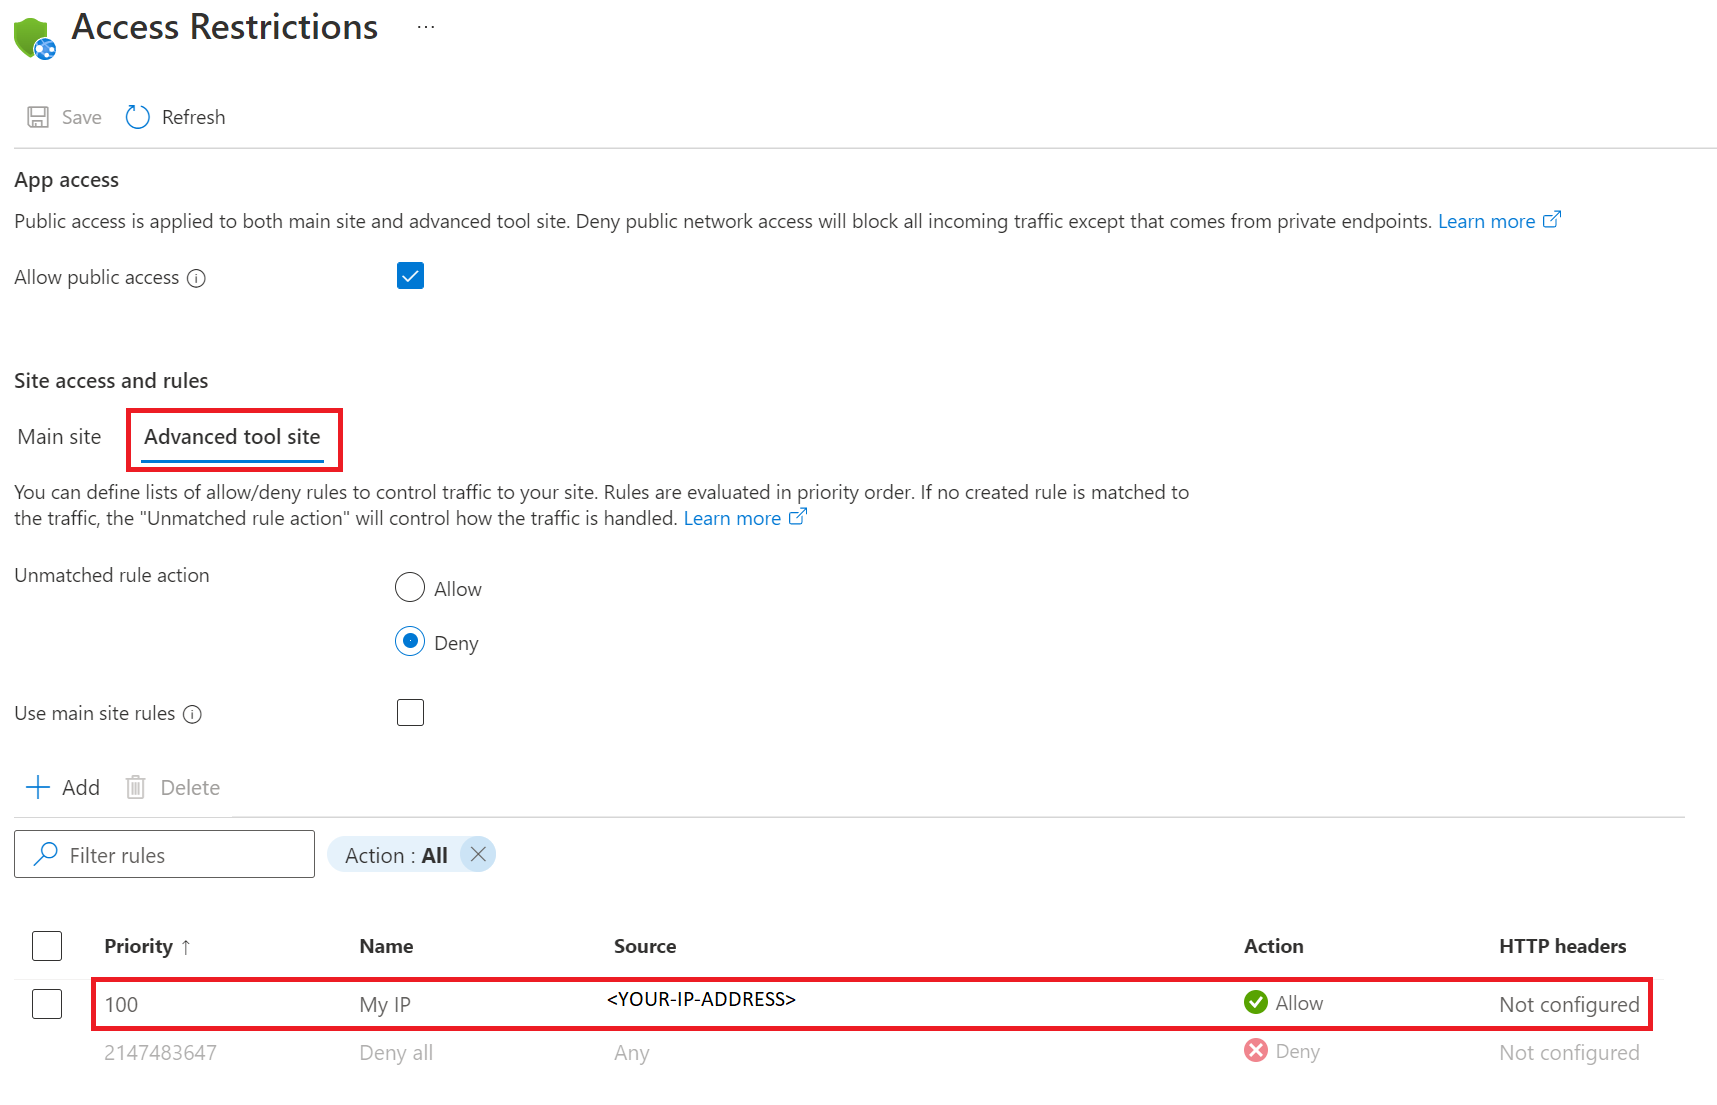 Access Restrictions ...
Save Refresh
App access
Public access is applied to both main site and advanced tool site. Deny public network access will block all incoming traffic except that comes from private endpoints. Learn more
Allow public access
Site access and rules
Main site Advanced tool site
You can define lists of allow/deny rules to control traffic to your site. Rules are evaluated in priority order. If no created rule is matched to
the traffic, the "Unmatched rule action" will control how the traffic is handled. Learn more
Unmatched rule action
Allow
Deny
Use main site rules
Add Delete
Filter rules Action : All
Priority ↑ Name Source Action HTTP headers
100 My IP <YOUR-IP-ADDRESS> Allow Not configured
2147483647 Deny all Any Deny Not configured